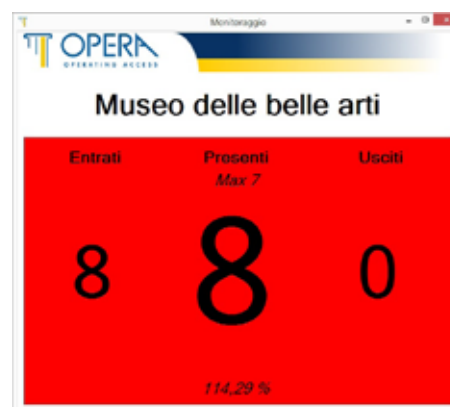 Monitoraggio
OPERA
OPERATING ACCESS
Museo delle belle arti
Entrati Presenti Usciti
Max 7
8 8 0
114,29 %